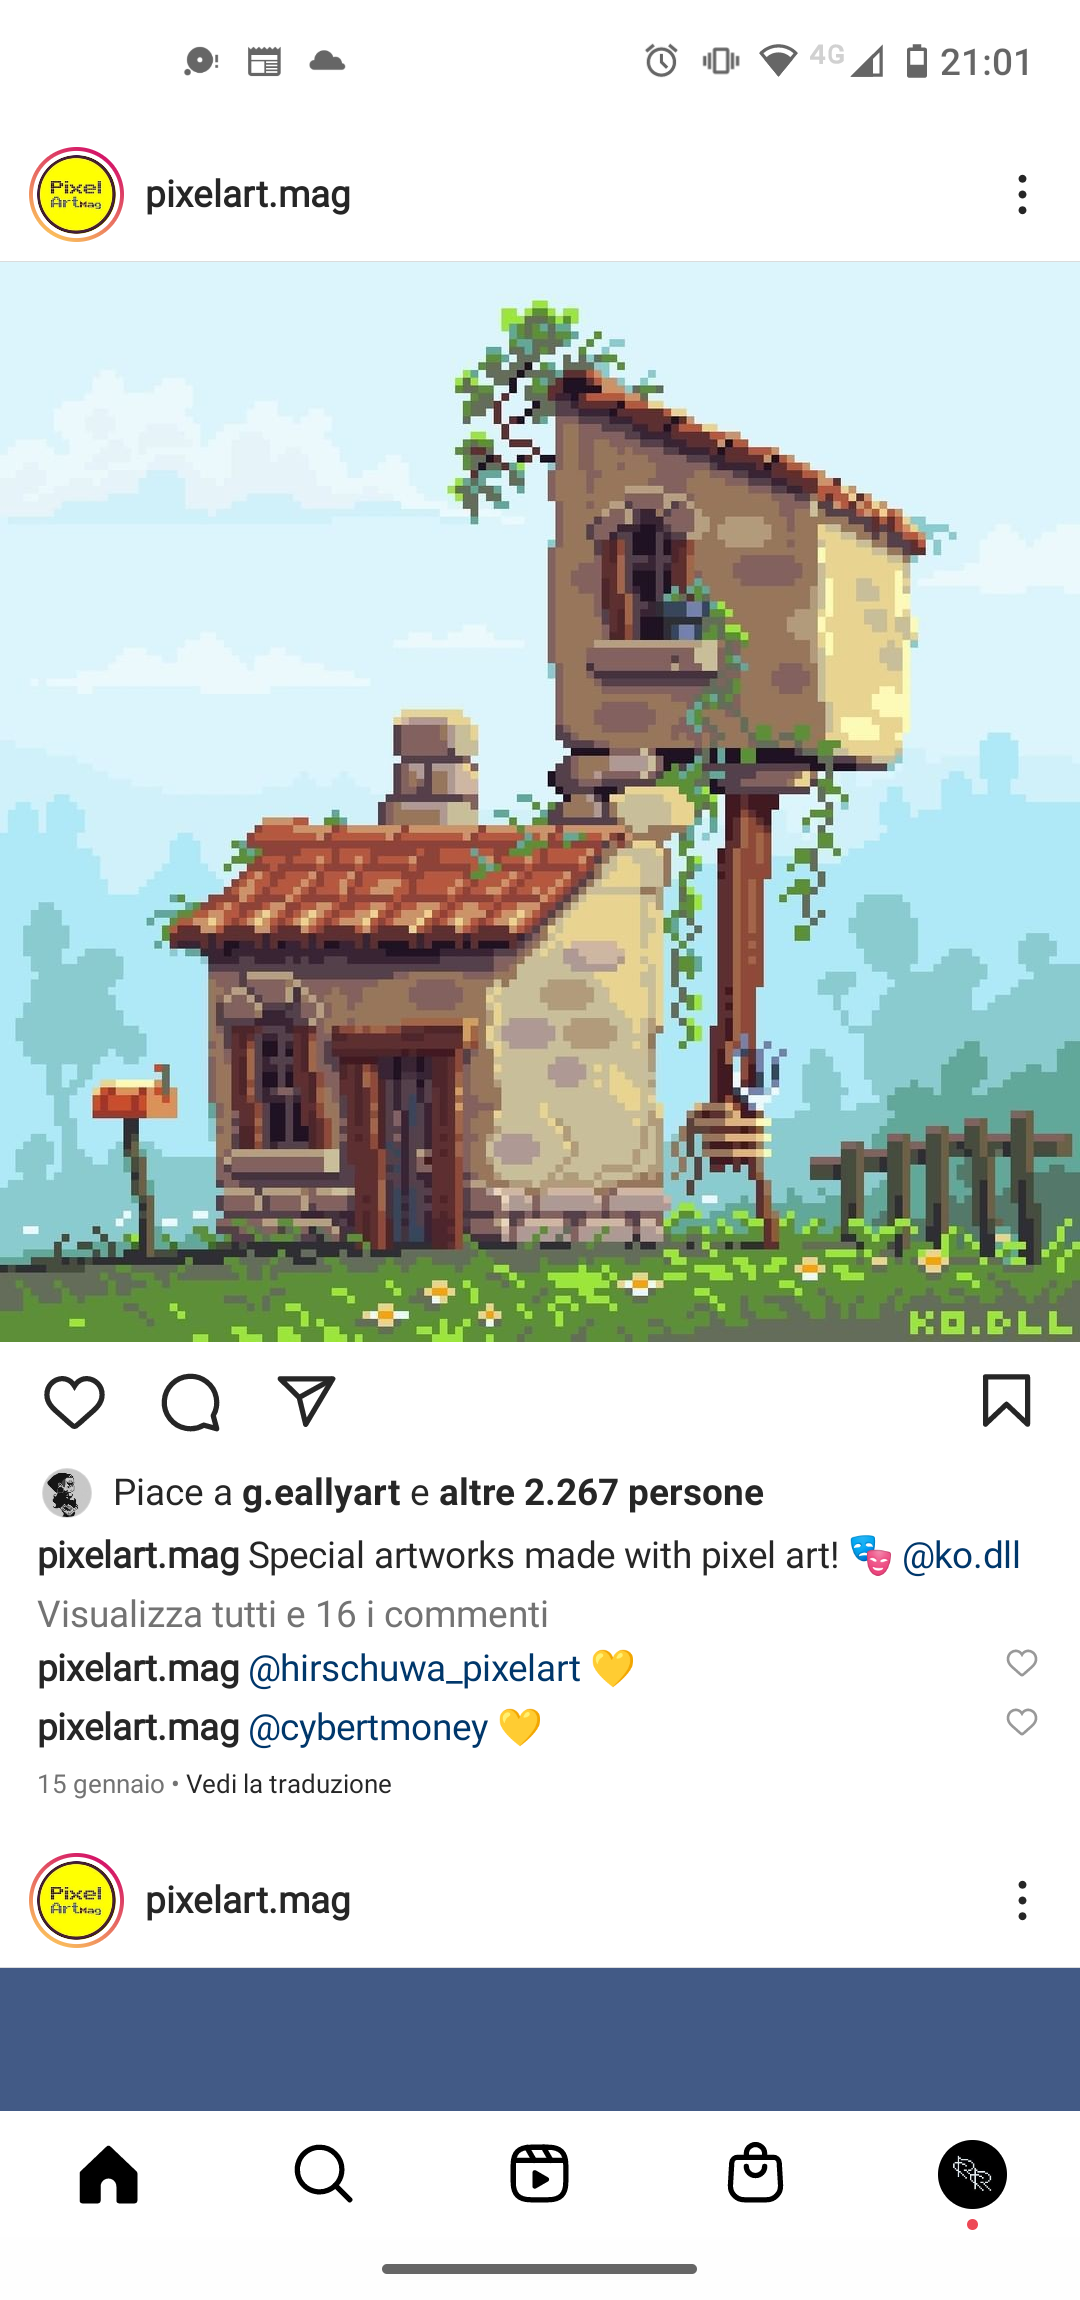 4G 21:01
Pixel
ArtMag
pixelart.mag
KO.DLL
Piace a g.eallyart e altre 2.267 persone
pixelart.mag Special artworks made with pixel art! 🎭 @ko.dll
Visualizza tutti e 16 i commenti
pixelart.mag @hirschuwa_pixelart 💛
pixelart.mag @cybertmoney 💛
15 gennaio • Vedi la traduzione
Pixel
ArtMag
pixelart.mag